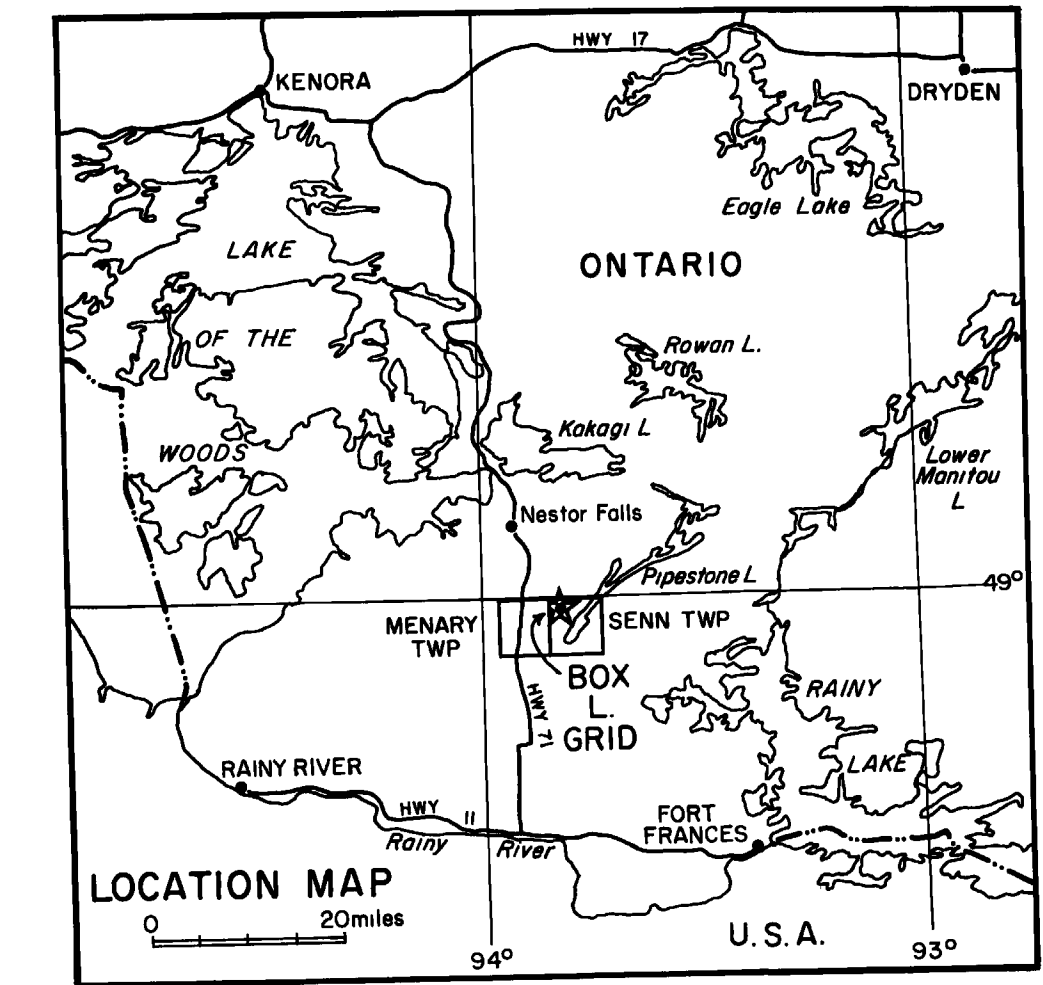 HWY 17
KENORA
DRYDEN
Eagle Lake
LAKE
ONTARIO
OF THE
Rowan L.
Kakagi L
WOODS
Lower
Manitou
L
Nestor Falls
Pipestone L
49°
MENARY
TWP
SENN TWP
BOX
L.
GRID
HWY 71
RAINY
LAKE
RAINY RIVER
HWY 11
Rainy River
FORT
FRANCES
LOCATION MAP
0 20miles
U.S.A.
94°
93°